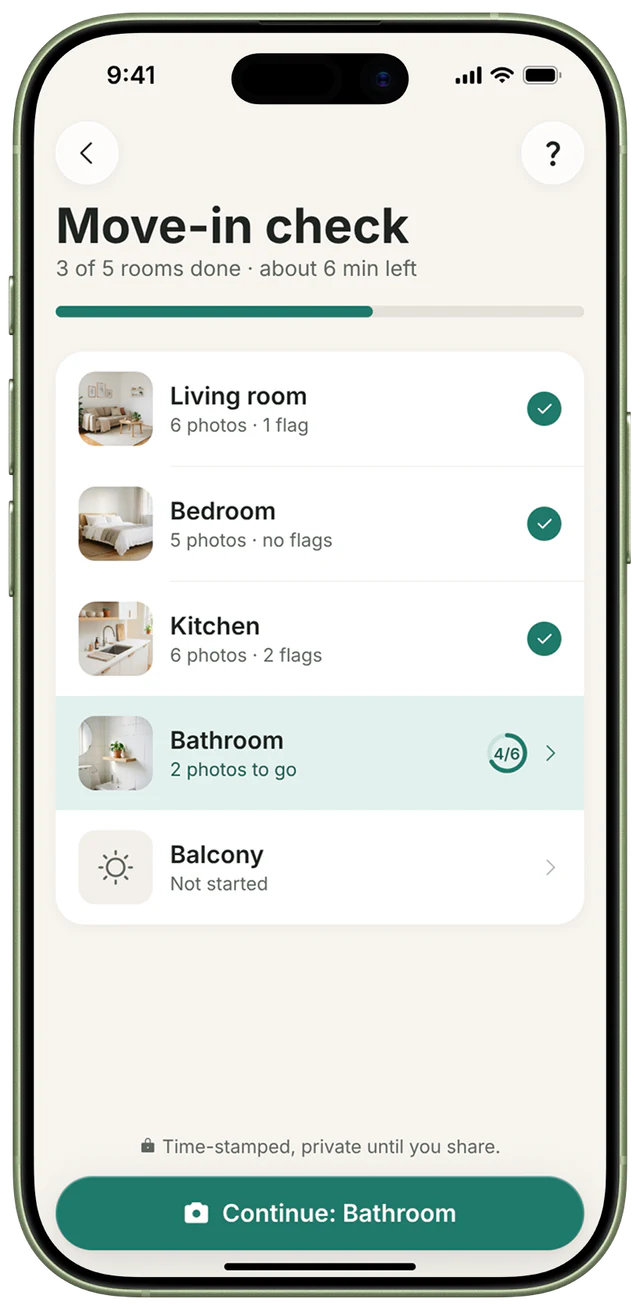 9:41
?
Move-in check
3 of 5 rooms done · about 6 min left
Living room
6 photos · 1 flag
Bedroom
5 photos · no flags
Kitchen
6 photos · 2 flags
Bathroom
2 photos to go
4/6
Balcony
Not started
Time-stamped, private until you share.
Continue: Bathroom